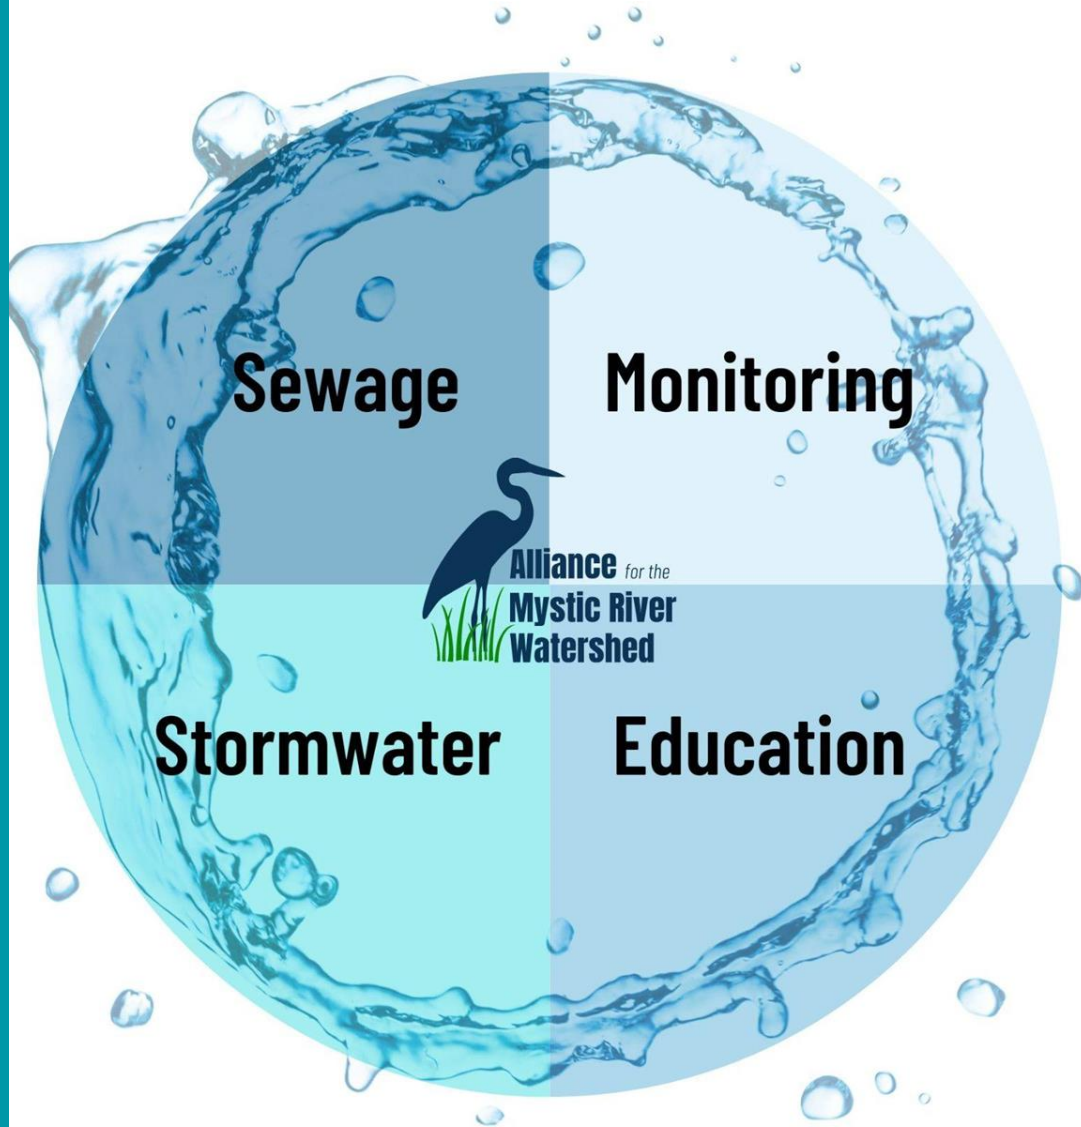 Sewage
Monitoring
Alliance for the
Mystic River
Watershed
Stormwater
Education